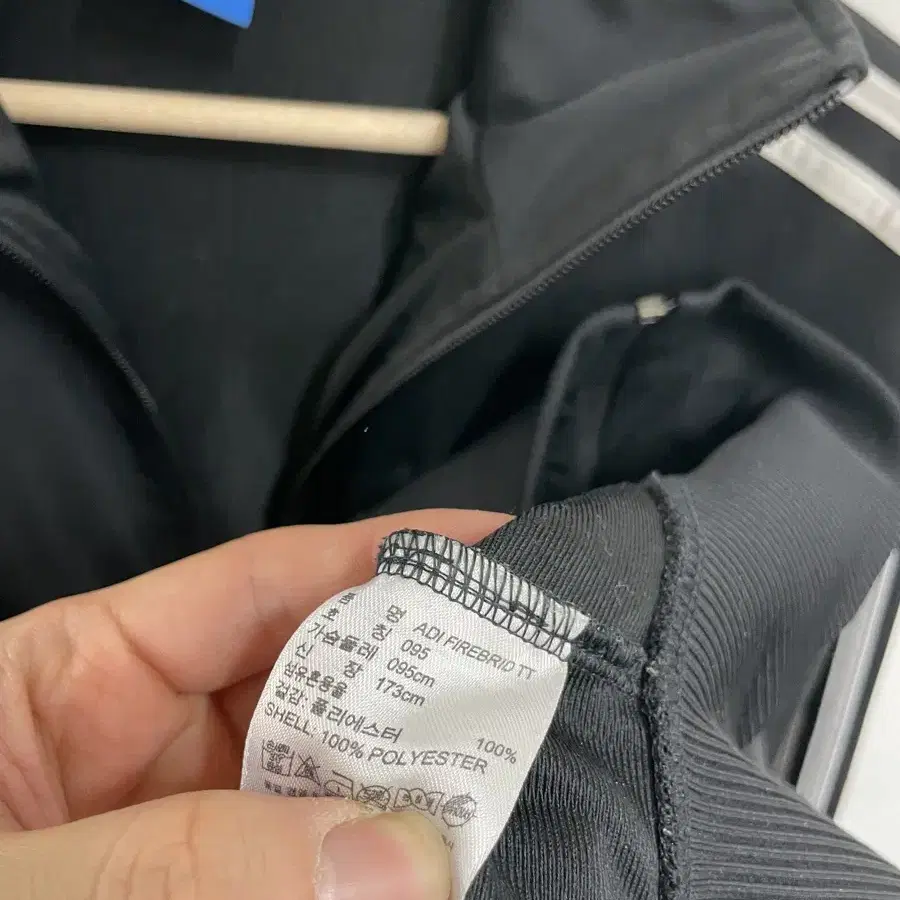 품 명 ADI FIREBRID TT
호 칭 095
가슴둘레 095cm
신 장 173cm
섬유혼용율
겉감: 폴리에스터 100%
SHELL, 100% POLYESTER